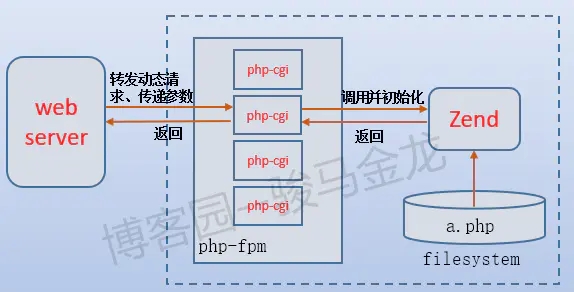 web
server
转发动态请
求、传递参数
返回
php-cgi
php-cgi
php-cgi
php-cgi
php-fpm
调用并初始化
返回
Zend
a.php
filesystem
博客园--骏马金龙